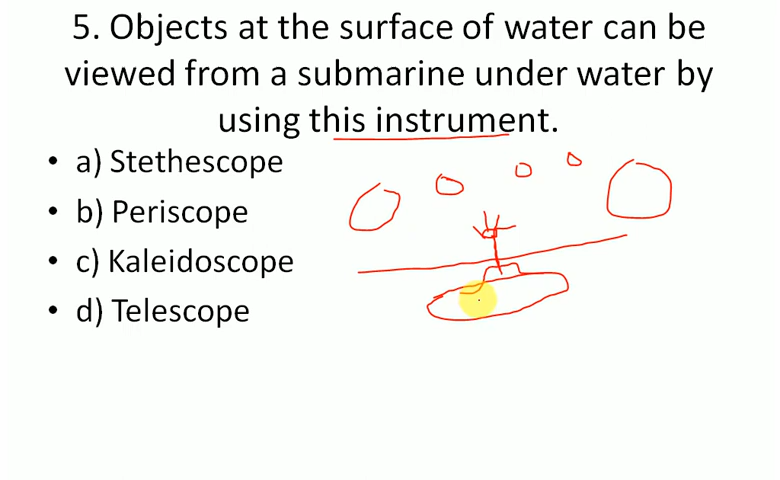 5. Objects at the surface of water can be
viewed from a submarine under water by
using this instrument.
• a) Stethescope
• b) Periscope
• c) Kaleidoscope
• d) Telescope